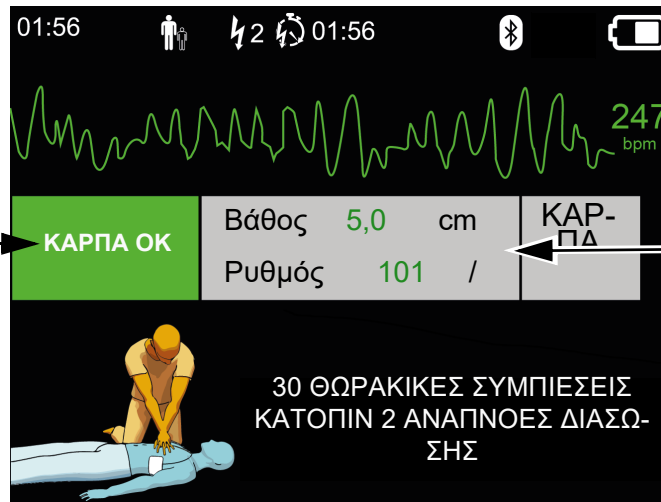 01:56 2 01:56
247
bpm
ΚΑΡΠΑ ΟΚ
Βάθος 5,0 cm
Ρυθμός 101 /
ΚΑΡ-
ΠΑ
30 ΘΩΡΑΚΙΚΕΣ ΣΥΜΠΙΕΣΕΙΣ
ΚΑΤΟΠΙΝ 2 ΑΝΑΠΝΟΕΣ ΔΙΑΣΩ-
ΣΗΣ